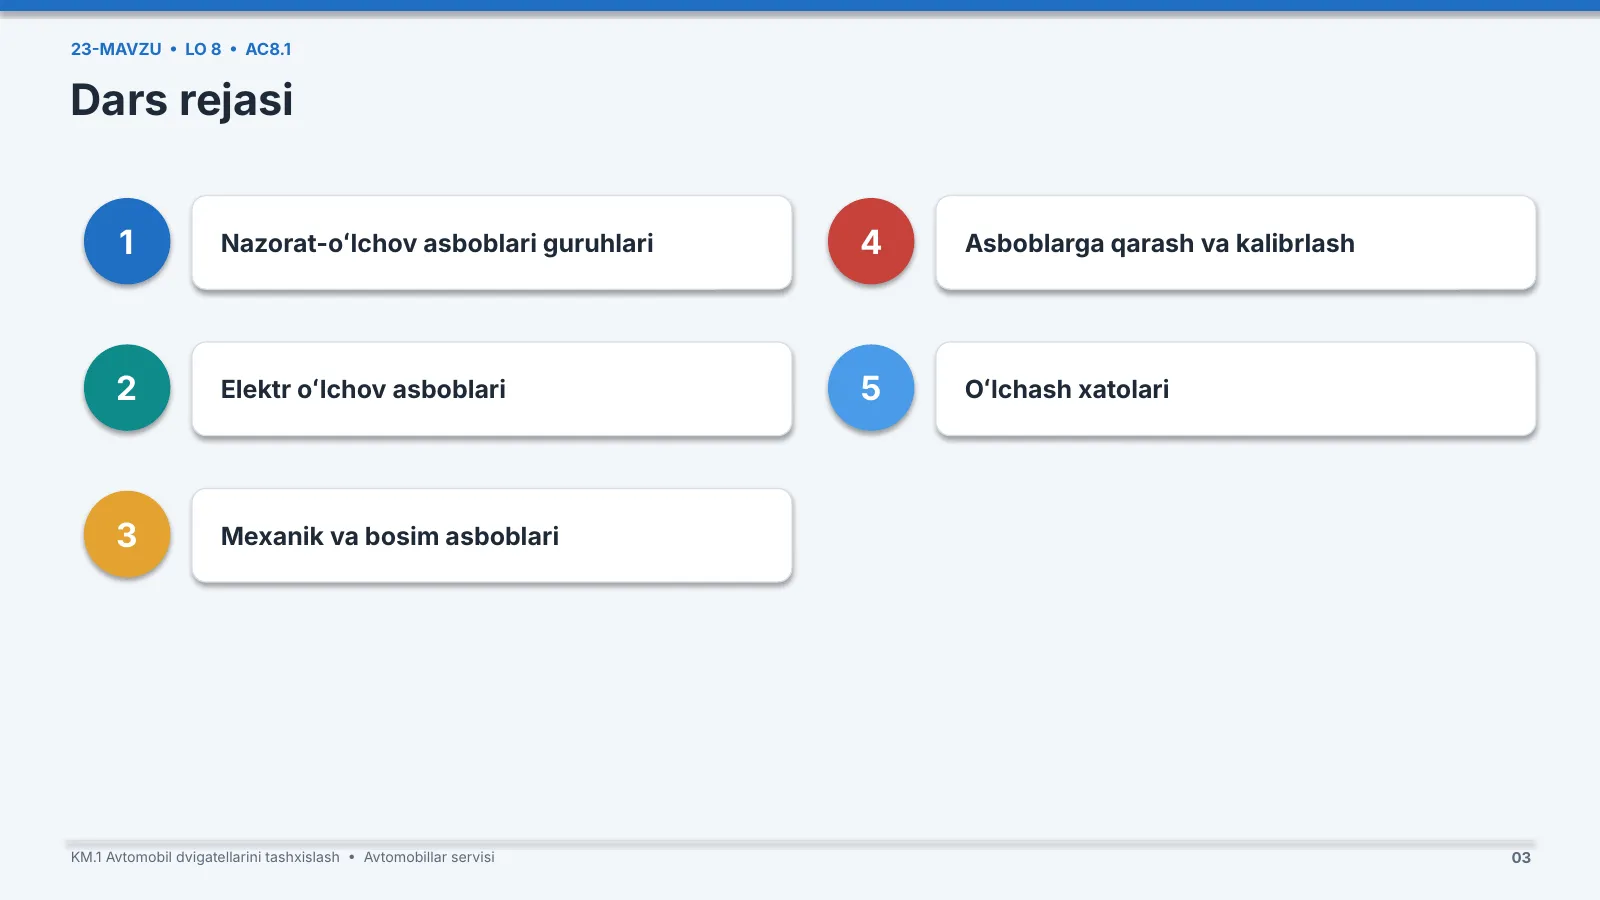 23-MAVZU • LO 8 • AC8.1
Dars rejasi
1
Nazorat-oʻlchov asboblari guruhlari
2
Elektr oʻlchov asboblari
3
Mexanik va bosim asboblari
4
Asboblarga qarash va kalibrlash
5
Oʻlchash xatolari
KM.1 Avtomobil dvigatellarini tashxislash • Avtomobillar servisi
03